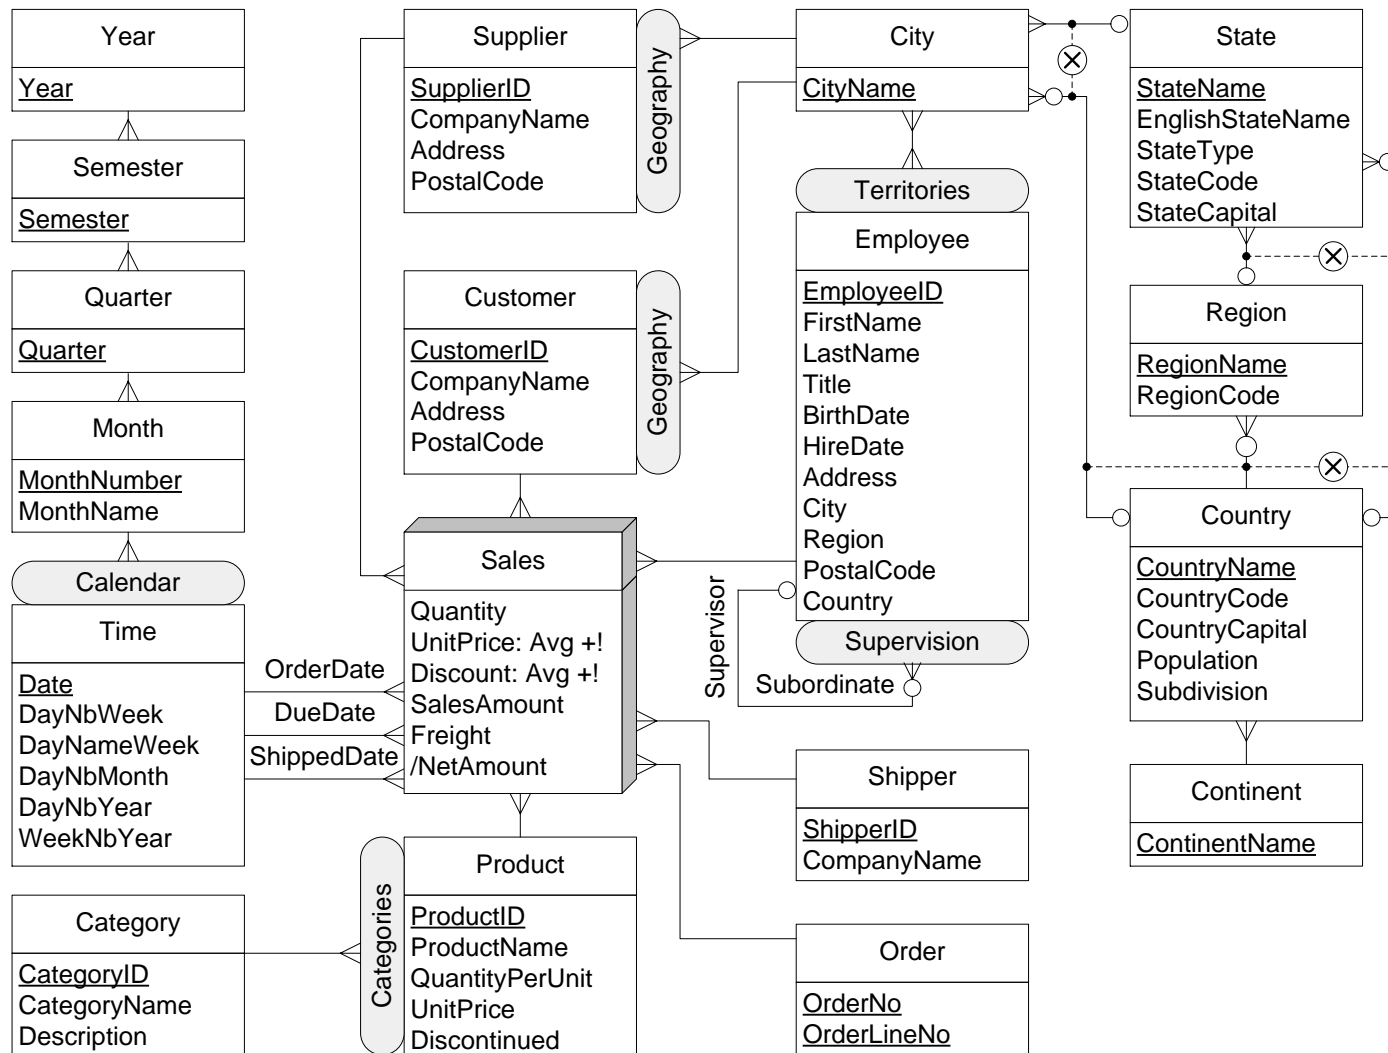 Year
Year
Semester
Semester
Quarter
Quarter
Month
MonthNumber
MonthName
Calendar
Time
Date
DayNbWeek
DayNameWeek
DayNbMonth
DayNbYear
WeekNbYear
Category
CategoryID
CategoryName
Description
OrderDate
DueDate
ShippedDate
Supplier
SupplierID
CompanyName
Address
PostalCode
Geography
Customer
CustomerID
CompanyName
Address
PostalCode
Geography
Sales
Quantity
UnitPrice: Avg +!
Discount: Avg +!
SalesAmount
Freight
/NetAmount
Categories
Product
ProductID
ProductName
QuantityPerUnit
UnitPrice
Discontinued
City
CityName
Territories
Employee
EmployeeID
FirstName
LastName
Title
BirthDate
HireDate
Address
City
Region
PostalCode
Country
Supervision
Supervisor
Subordinate
Shipper
ShipperID
CompanyName
Order
OrderNo
OrderLineNo
State
StateName
EnglishStateName
StateType
StateCode
StateCapital
Region
RegionName
RegionCode
Country
CountryName
CountryCode
CountryCapital
Population
Subdivision
Continent
ContinentName